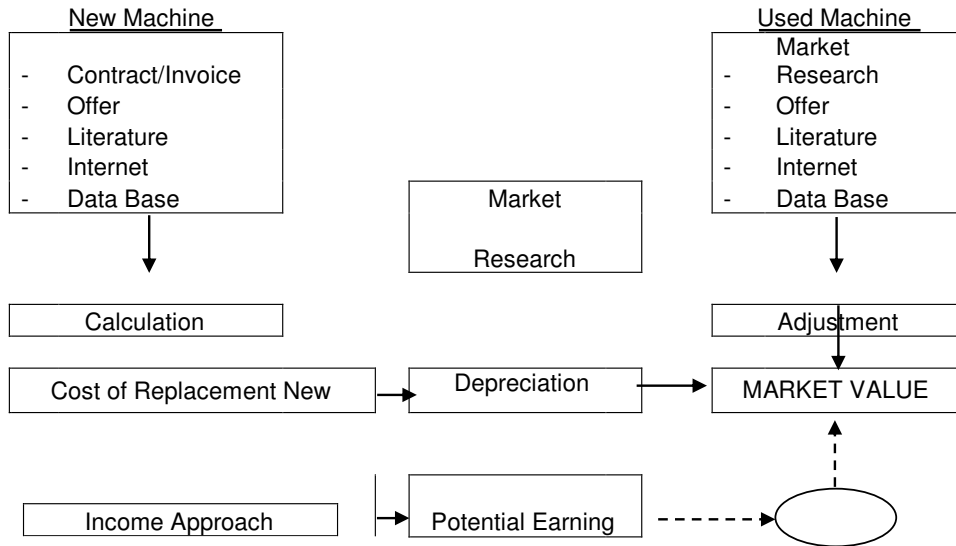 New Machine
- Contract/Invoice
- Offer
- Literature
- Internet
- Data Base
Used Machine
Market
- Research
- Offer
- Literature
- Internet
- Data Base
Market
Research
Calculation
Adjustment
Cost of Replacement New
Depreciation
MARKET VALUE
Income Approach
Potential Earning